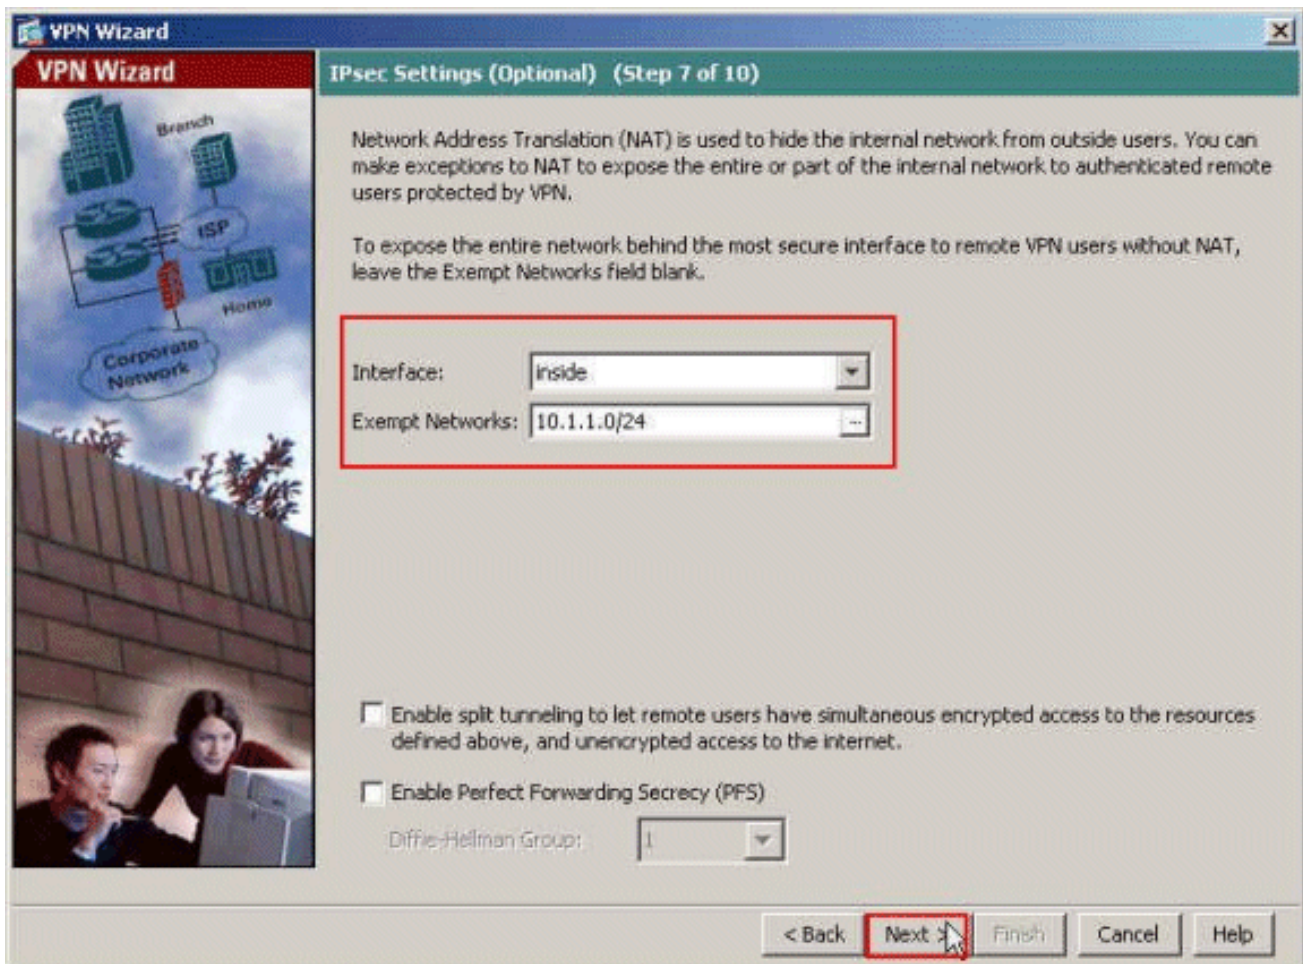 VPN Wizard
VPN Wizard
IPsec Settings (Optional) (Step 7 of 10)
Branch
ISP
Home
Corporate
Network
Network Address Translation (NAT) is used to hide the internal network from outside users. You can
make exceptions to NAT to expose the entire or part of the internal network to authenticated remote
users protected by VPN.
To expose the entire network behind the most secure interface to remote VPN users without NAT,
leave the Exempt Networks field blank.
Interface: inside
Exempt Networks: 10.1.1.0/24 ...
Enable split tunneling to let remote users have simultaneous encrypted access to the resources
defined above, and unencrypted access to the internet.
Enable Perfect Forwarding Secrecy (PFS)
Diffie-Hellman Group: 1
< Back Next > Finish Cancel Help